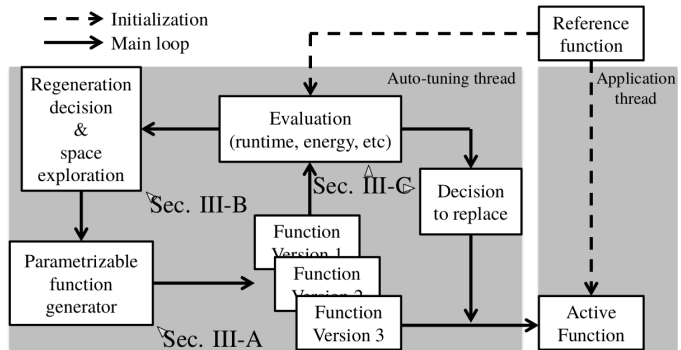 Initialization
Main loop
Reference
function
Auto-tuning thread
Application
thread
Regeneration
decision
&
space
exploration
Evaluation
(runtime, energy, etc)
Sec. III-C
Sec. III-B
Decision
to replace
Function
Version 1
Function
Version 2
Function
Version 3
Parametrizable
function
generator
Sec. III-A
Active
Function